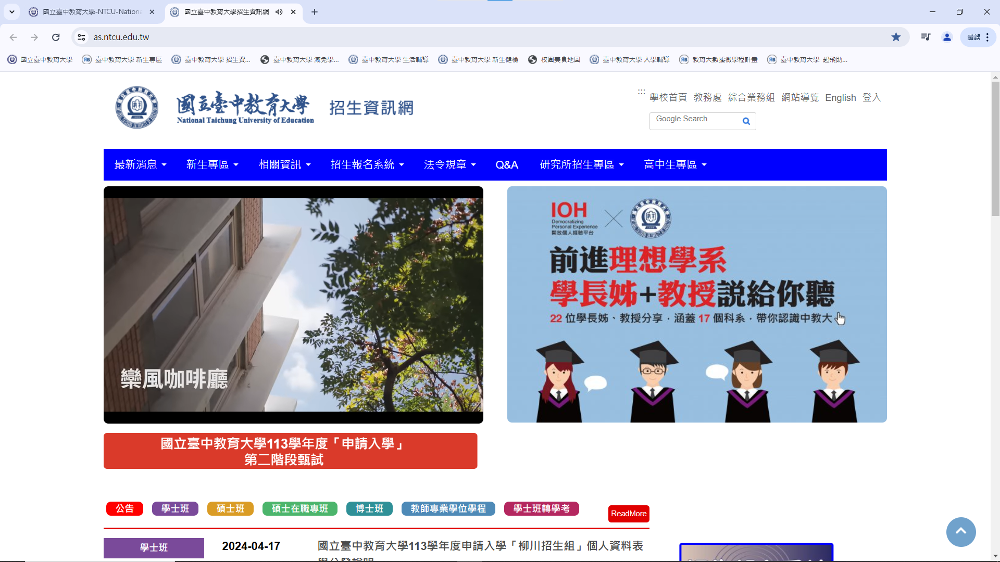 國立臺中教育大學-NTCU-Nationa
國立臺中教育大學招生資訊網
as.ntcu.edu.tw
錯誤
國立臺中教育大學
臺中教育大學 新生專區
臺中教育大學 招生資...
臺中教育大學 減免學...
臺中教育大學 生活輔導
臺中教育大學 新生健檢
校園美食地圖
臺中教育大學 入學輔導
教育大數據微學程計畫
臺中教育大學 起飛助...
國立臺中教育大學
National Taichung University of Education
招生資訊網
:::
學校首頁 教務處 綜合業務組 網站導覽 English 登入
Google Search
最新消息 新生專區 相關資訊 招生報名系統 法令規章 Q&A 研究所招生專區 高中生專區
欒風咖啡廳
IOH
Democratizing
Personal Experience
開放個人經驗平台
前進理想學系
學長姊+教授說給你聽
22 位學長姊、教授分享，涵蓋 17 個科系，帶你認識中教大
國立臺中教育大學113學年度「申請入學」
第二階段甄試
公告 學士班 碩士班 碩士在職專班 博士班 教師專業學位學程 學士班轉學考
ReadMore
學士班
2024-04-17
國立臺中教育大學113學年度申請入學「柳川招生組」個人資料表